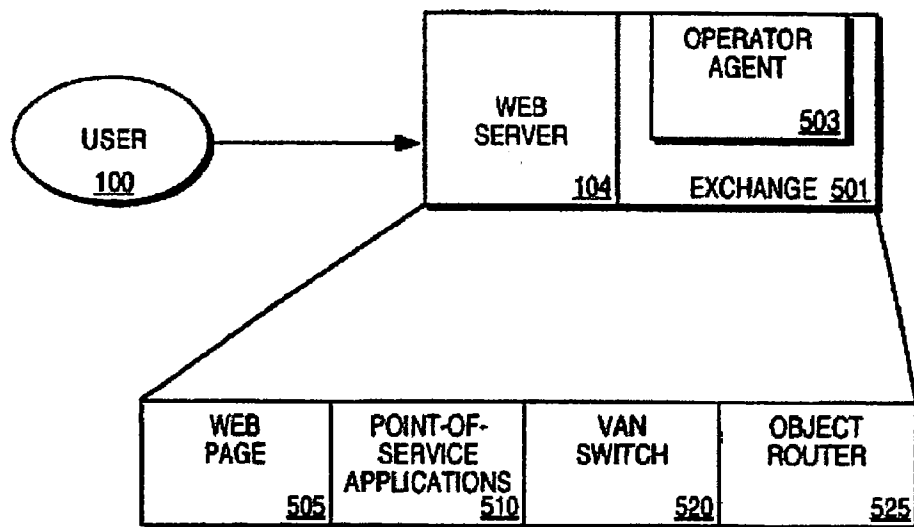 USER
100
WEB
SERVER
104
OPERATOR
AGENT
503
EXCHANGE 501
WEB
PAGE
505
POINT-OF-
SERVICE
APPLICATIONS
510
VAN
SWITCH
520
OBJECT
ROUTER
525